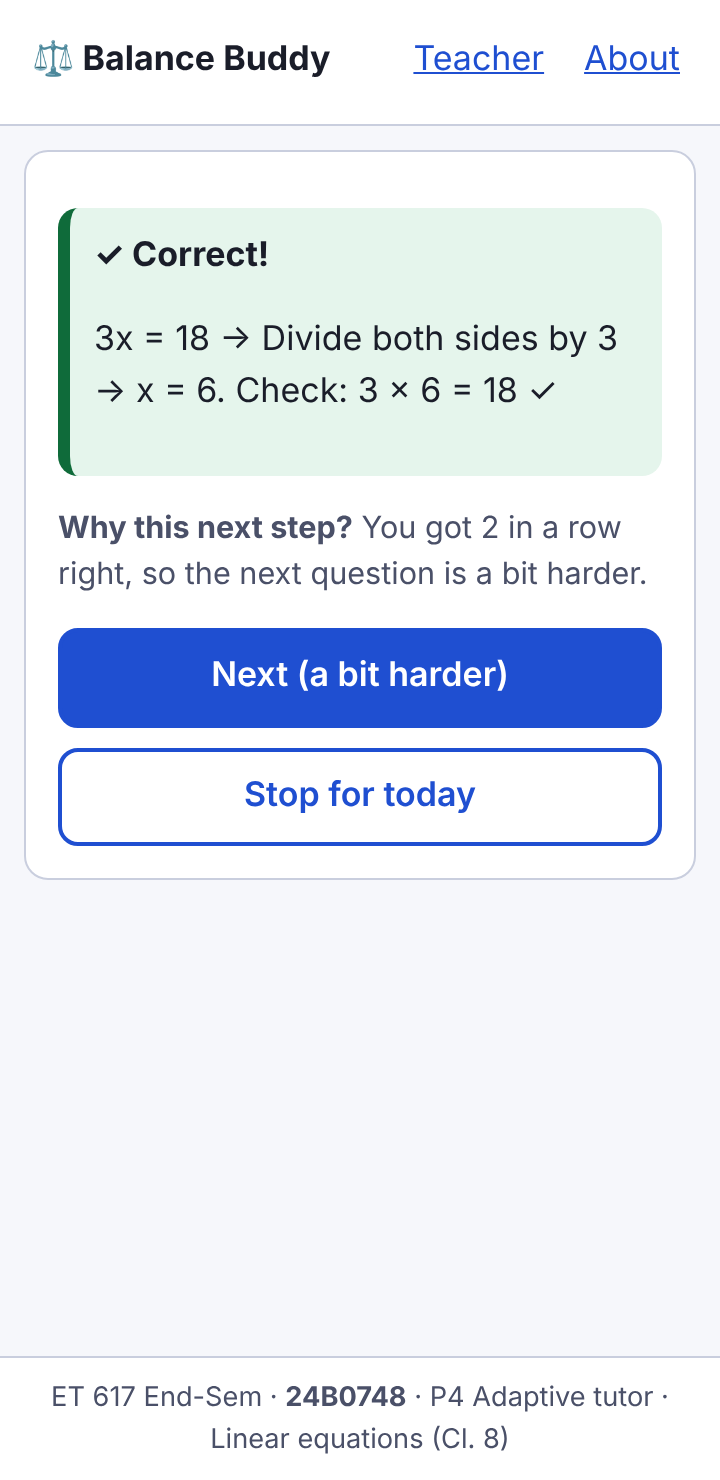 ⚖️ Balance Buddy Teacher About
✓ Correct!
3x = 18 → Divide both sides by 3
→ x = 6. Check: 3 × 6 = 18 ✓
Why this next step? You got 2 in a row
right, so the next question is a bit harder.
Next (a bit harder)
Stop for today
ET 617 End-Sem · 24B0748 · P4 Adaptive tutor ·
Linear equations (Cl. 8)